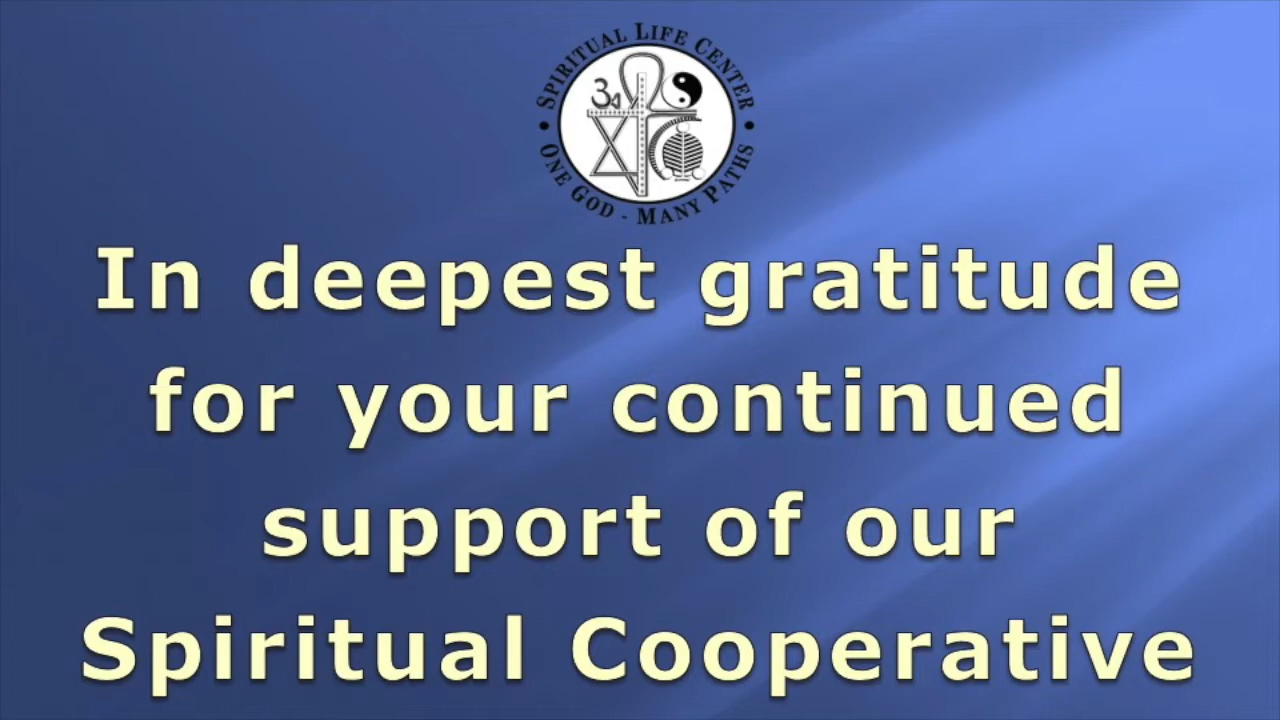 SPIRITUAL LIFE CENTER
ONE GOD - MANY PATHS
In deepest gratitude
for your continued
support of our
Spiritual Cooperative